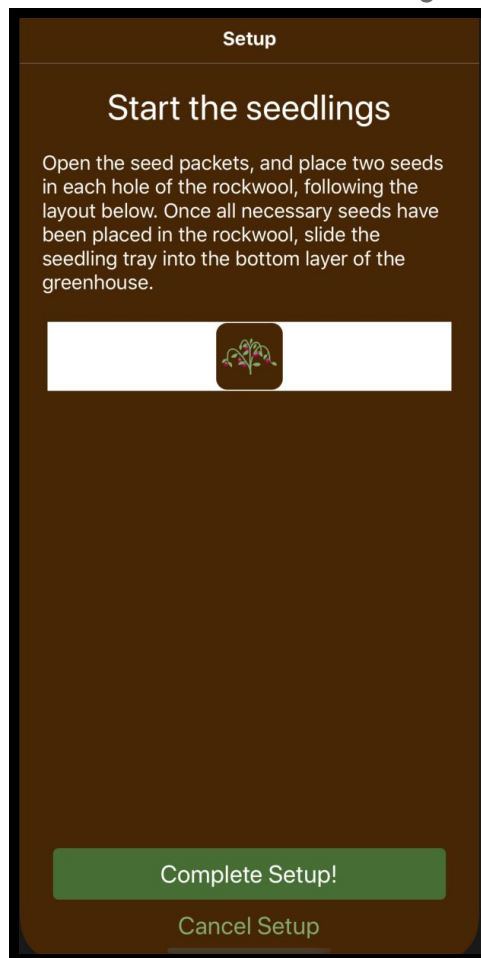 Setup
Start the seedlings
Open the seed packets, and place two seeds
in each hole of the rockwool, following the
layout below. Once all necessary seeds have
been placed in the rockwool, slide the
seedling tray into the bottom layer of the
greenhouse.
Complete Setup!
Cancel Setup